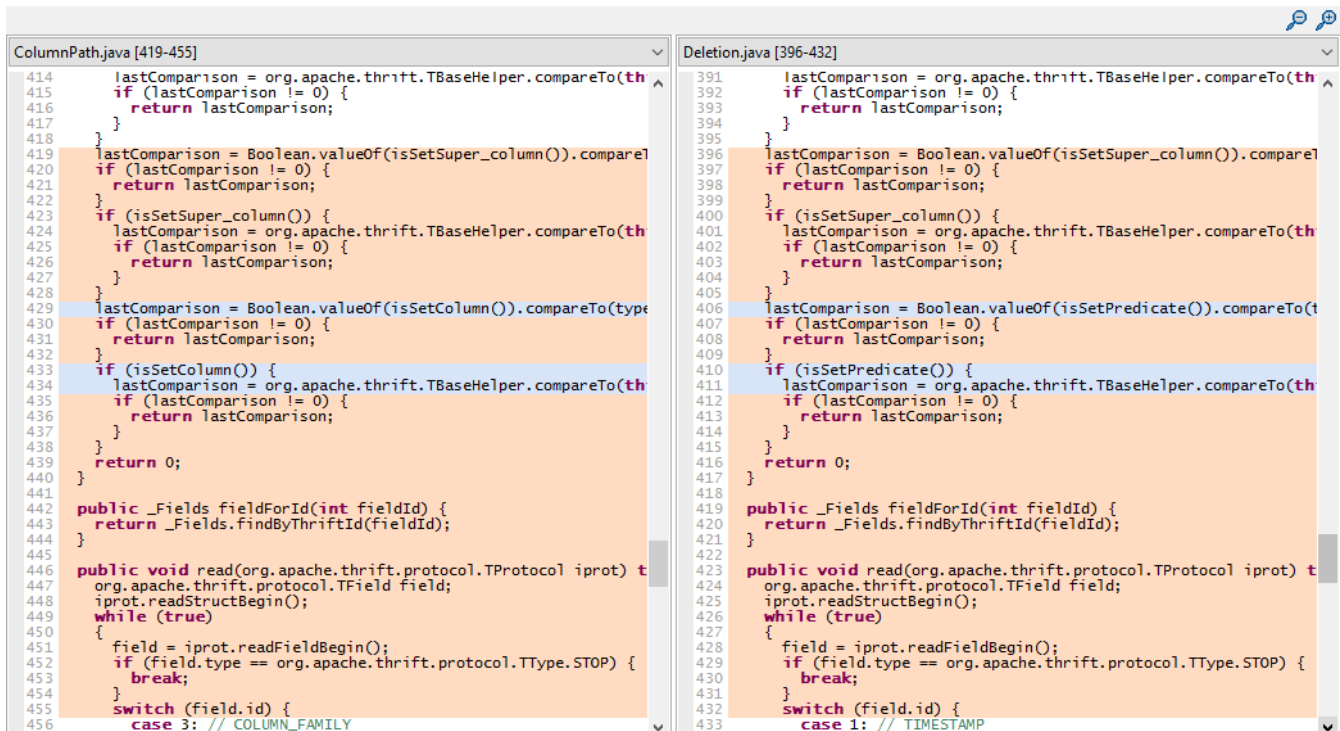 ColumnPath.java [419-455]
414 lastComparison = org.apache.thrift.TBaseHelper.compareTo(th
415 if (lastComparison != 0) {
416 return lastComparison;
417 }
418 }
419 lastComparison = Boolean.valueOf(isSetSuper_column()).compareT
420 if (lastComparison != 0) {
421 return lastComparison;
422 }
423 if (isSetSuper_column()) {
424 lastComparison = org.apache.thrift.TBaseHelper.compareTo(th
425 if (lastComparison != 0) {
426 return lastComparison;
427 }
428 }
429 lastComparison = Boolean.valueOf(isSetColumn()).compareTo(type
430 if (lastComparison != 0) {
431 return lastComparison;
432 }
433 if (isSetColumn()) {
434 lastComparison = org.apache.thrift.TBaseHelper.compareTo(th
435 if (lastComparison != 0) {
436 return lastComparison;
437 }
438 }
439 return 0;
440 }
441
442 public _Fields fieldForId(int fieldId) {
443 return _Fields.findByThriftId(fieldId);
444 }
445
446 public void read(org.apache.thrift.protocol.TProtocol iprot) t
447 org.apache.thrift.protocol.TField field;
448 iprot.readStructBegin();
449 while (true)
450 {
451 field = iprot.readFieldBegin();
452 if (field.type == org.apache.thrift.protocol.TType.STOP) {
453 break;
454 }
455 switch (field.id) {
456 case 3: // COLUMN_FAMILY
Deletion.java [396-432]
391 lastComparison = org.apache.thrift.TBaseHelper.compareTo(th
392 if (lastComparison != 0) {
393 return lastComparison;
394 }
395 }
396 lastComparison = Boolean.valueOf(isSetSuper_column()).compareT
397 if (lastComparison != 0) {
398 return lastComparison;
399 }
400 if (isSetSuper_column()) {
401 lastComparison = org.apache.thrift.TBaseHelper.compareTo(th
402 if (lastComparison != 0) {
403 return lastComparison;
404 }
405 }
406 lastComparison = Boolean.valueOf(isSetPredicate()).compareTo(t
407 if (lastComparison != 0) {
408 return lastComparison;
409 }
410 if (isSetPredicate()) {
411 lastComparison = org.apache.thrift.TBaseHelper.compareTo(th
412 if (lastComparison != 0) {
413 return lastComparison;
414 }
415 }
416 return 0;
417 }
418
419 public _Fields fieldForId(int fieldId) {
420 return _Fields.findByThriftId(fieldId);
421 }
422
423 public void read(org.apache.thrift.protocol.TProtocol iprot) t
424 org.apache.thrift.protocol.TField field;
425 iprot.readStructBegin();
426 while (true)
427 {
428 field = iprot.readFieldBegin();
429 if (field.type == org.apache.thrift.protocol.TType.STOP) {
430 break;
431 }
432 switch (field.id) {
433 case 1: // TIMESTAMP